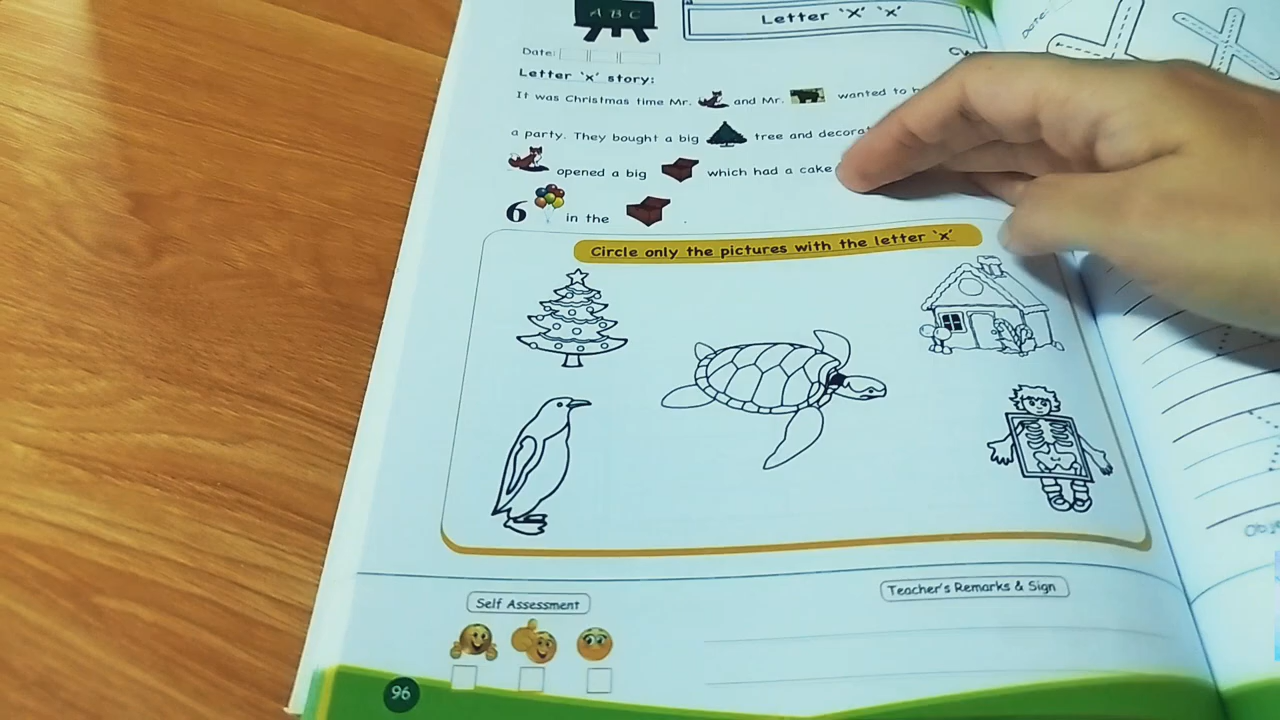 A B C
Letter 'X' 'x'
Date:
Date:
Letter 'x' story:
It was Christmas time Mr. and Mr. wanted to
a party. They bought a big tree and
opened a big which had a cake
6 in the .
Circle only the pictures with the letter 'x'
Self Assessment
Teacher's Remarks & Sign
96